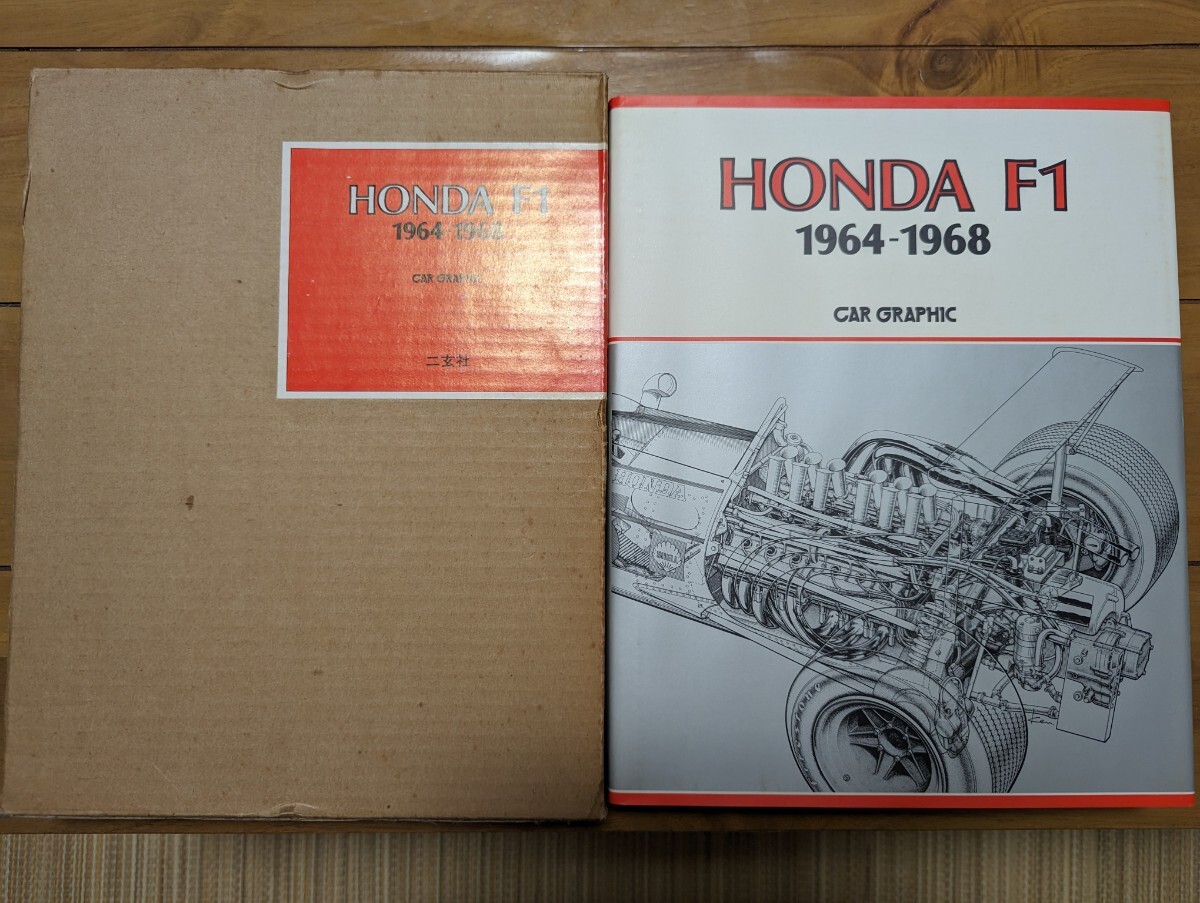 HONDA F1
1964-1968
CAR GRAPHIC
二玄社
HONDA F1
1964-1968
CAR GRAPHIC
HONDA